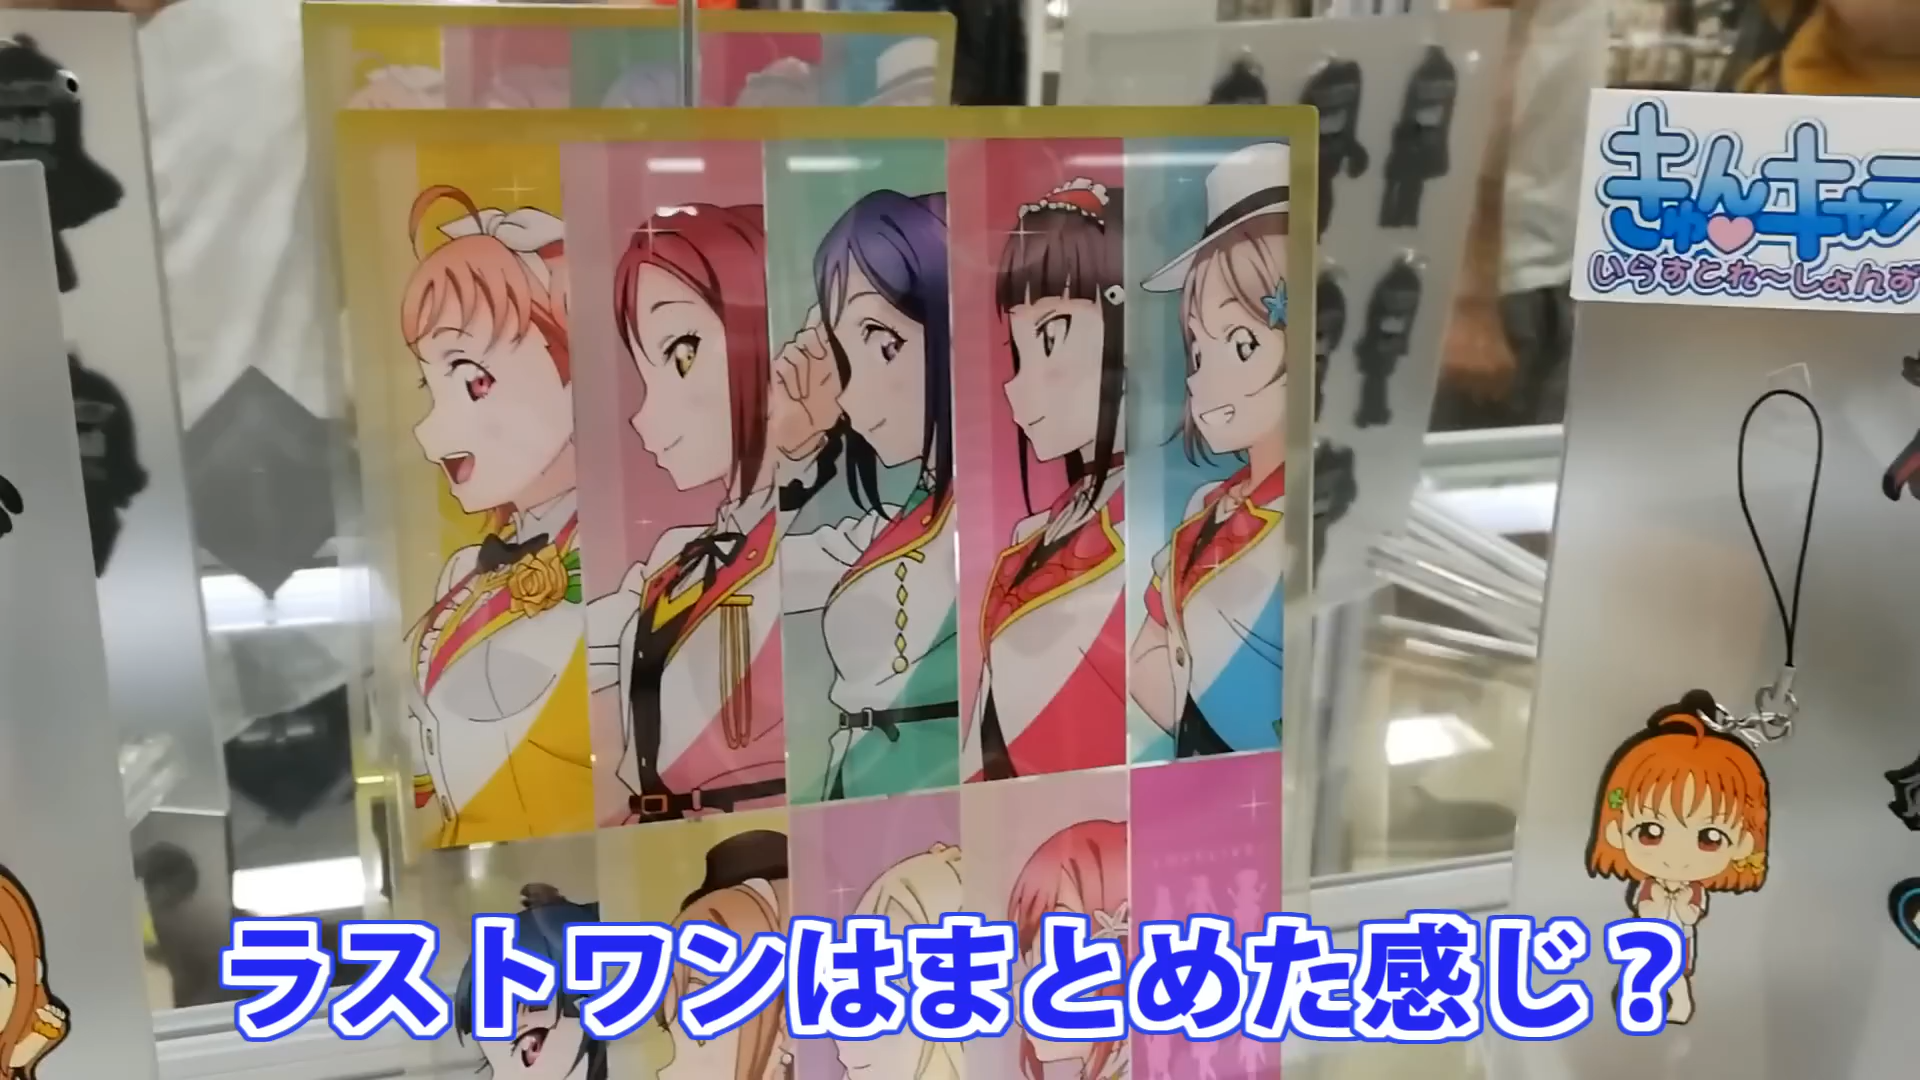 きゅんキャラ
いらすとれ〜しょんず
ラストワンはまとめた感じ？